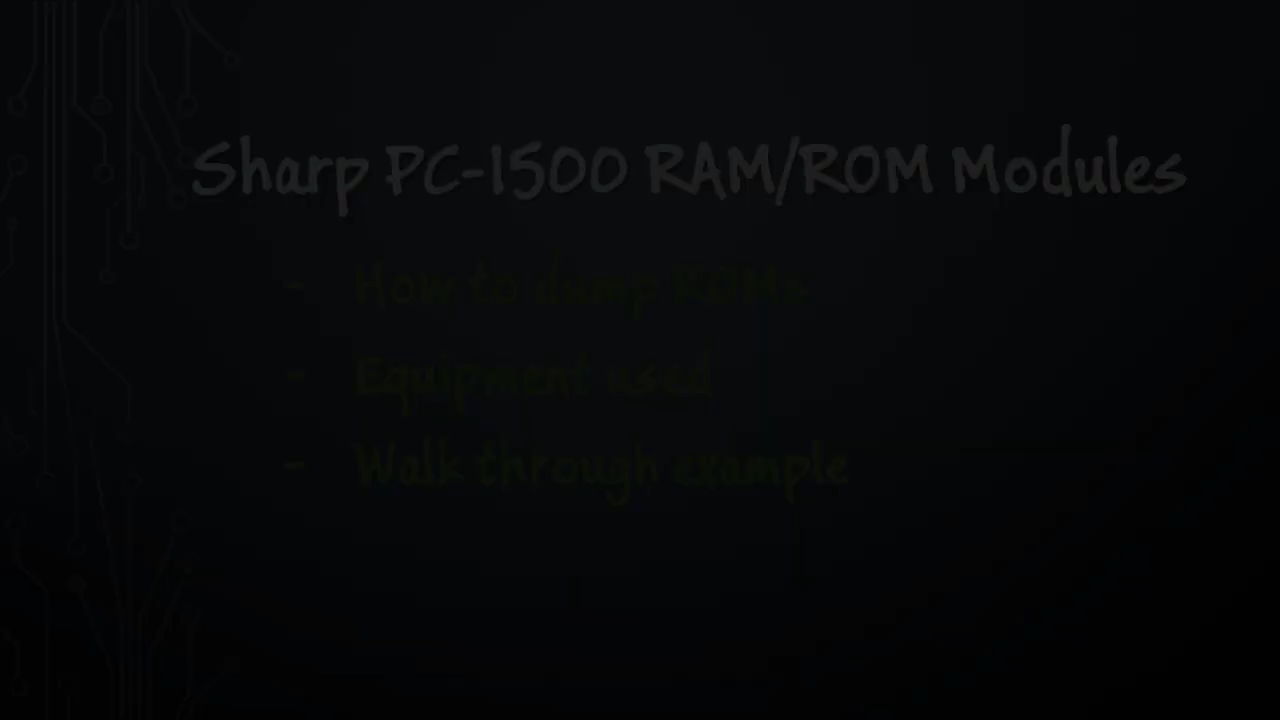 Sharp PC-1500 RAM/ROM Modules
- How to dump ROMs
- Equipment used
- Walk through example